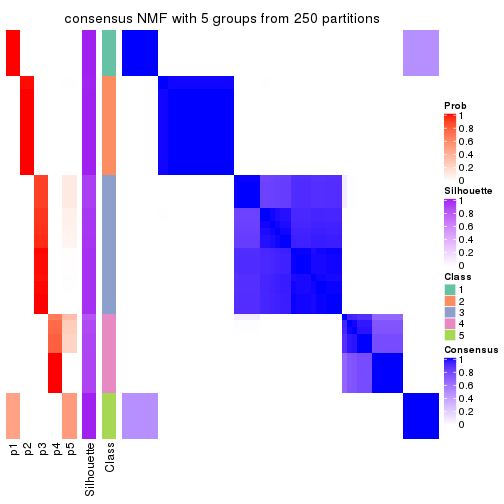 consensus NMF with 5 groups from 250 partitions
Prob
1
0.8
0.6
0.4
0.2
0
Silhouette
1
0.8
0.6
0.4
0.2
0
Class
1
2
3
4
5
Consensus
1
0.8
0.6
0.4
0.2
0
p1
p2
p3
p4
p5
Silhouette
Class